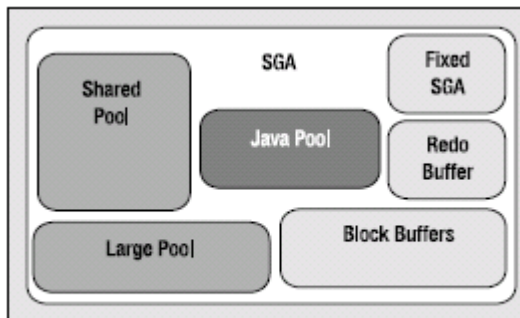 SGA
Shared
Pool
Java Pool
Fixed
SGA
Redo
Buffer
Large Pool
Block Buffers